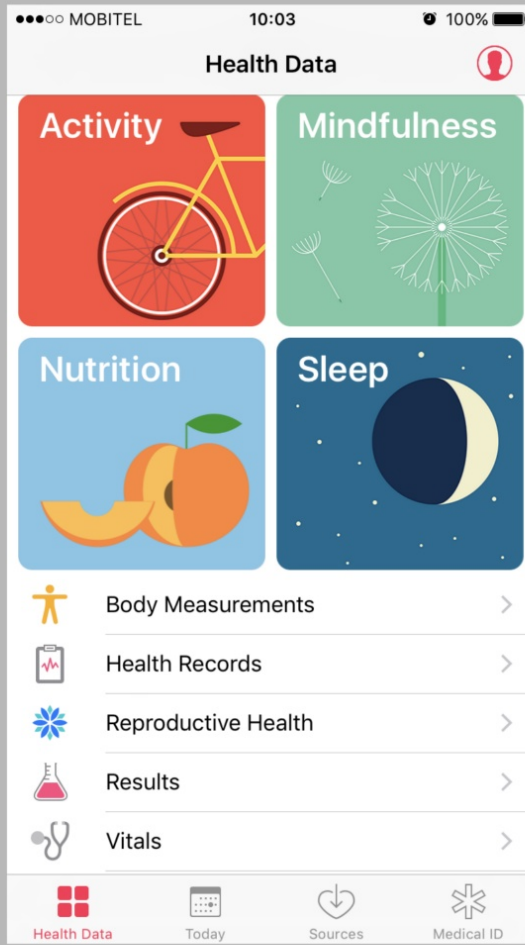 MOBITEL 10:03 100%
Health Data
Activity Mindfulness
Nutrition Sleep
Body Measurements
Health Records
Reproductive Health
Results
Vitals
Health Data Today Sources Medical ID